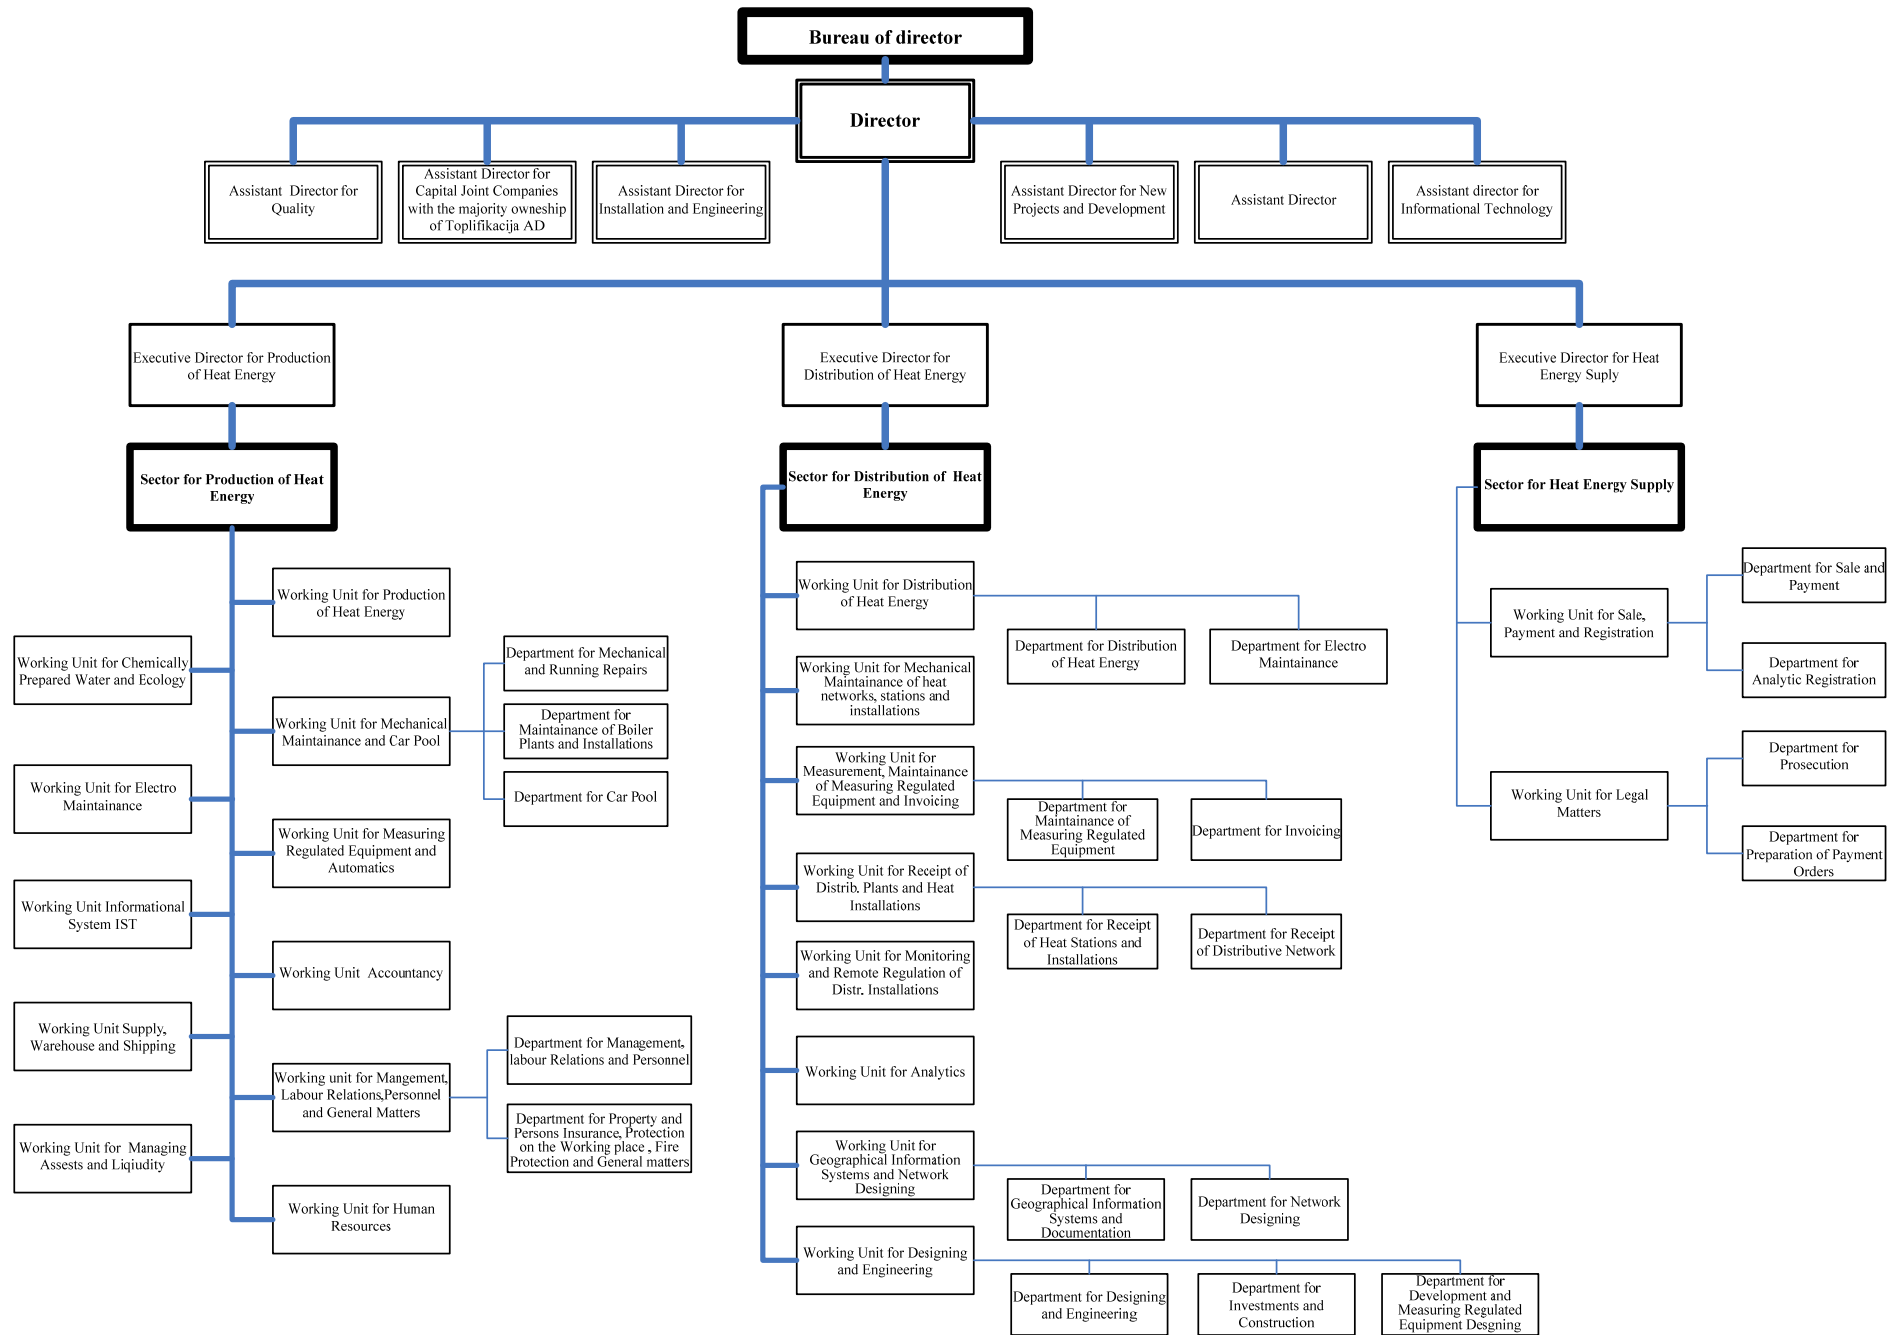 Bureau of director
Director
Assistant  Director for
Quality
Assistant Director for
Capital Joint Companies
with the majority owneship
of Toplifikacija AD
Assistant Director for
Installation and Engineering
Assistant Director for New
Projects and Development
Assistant Director
Assistant director for
Informational Technology
Executive Director for Production
of Heat Energy
Executive Director for
Distribution of Heat Energy
Executive Director for Heat
Energy Suply
Sector for Production of Heat
Energy
Sector for Distribution of  Heat
Energy
Sector for Heat Energy Supply
Working Unit for Production
of Heat Energy
Working Unit for Chemically
Prepared Water and Ecology
Working Unit for Mechanical
Maintainance and Car Pool
Department for Mechanical
and Running Repairs
Department for
Maintainance of Boiler
Plants and Installations
Department for Car Pool
Working Unit for Electro
Maintainance
Working Unit for Measuring
Regulated Equipment and
Automatics
Working Unit Informational
System IST
Working Unit  Accountancy
Working Unit Supply,
Warehouse and Shipping
Working unit for Mangement,
Labour Relations,Personnel
and General Matters
Department for Management,
labour Relations and Personnel
Department for Property and
Persons Insurance, Protection
on the Working place , Fire
Protection and General matters
Working Unit for  Managing
Assests and Liqiudity
Working Unit for Human
Resources
Working Unit for Distribution
of Heat Energy
Department for Distribution
of Heat Energy
Department for Electro
Maintainance
Working Unit for Mechanical
Maintainance of heat
networks, stations and
installations
Working Unit for
Measurement, Maintainance
of Measuring Regulated
Equipment and Invoicing
Department for
Maintainance of
Measuring Regulated
Equipment
Department for Invoicing
Working Unit for Receipt of
Distrib. Plants and Heat
Installations
Department for Receipt
of Heat Stations and
Installations
Department for Receipt
of Distributive Network
Working Unit for Monitoring
and Remote Regulation of
Distr. Installations
Working Unit for Analytics
Working Unit for
Geographical Information
Systems and Network
Designing
Department for
Geographical Information
Systems and
Documentation
Department for Network
Designing
Working Unit for Designing
and Engineering
Department for Designing
and Engineering
Department for
Investments and
Construction
Department for
Development and
Measuring Regulated
Equipment Desgning
Working Unit for Sale,
Payment and Registration
Department for Sale and
Payment
Department for
Analytic Registration
Working Unit for Legal
Matters
Department for
Prosecution
Department for
Preparation of Payment
Orders